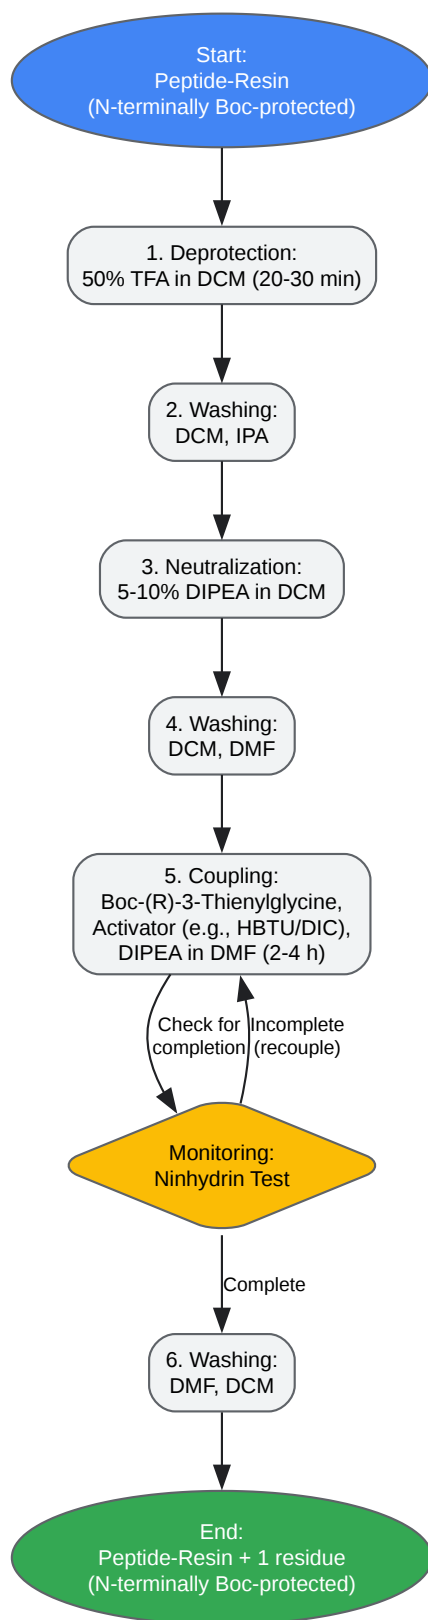 Start:
Peptide-Resin
(N-terminally Boc-protected)
1. Deprotection:
50% TFA in DCM (20-30 min)
2. Washing:
DCM, IPA
3. Neutralization:
5-10% DIPEA in DCM
4. Washing:
DCM, DMF
5. Coupling:
Boc-(R)-3-Thienylglycine,
Activator (e.g., HBTU/DIC),
DIPEA in DMF (2-4 h)
Check for
completion
Incomplete
(recouple)
Monitoring:
Ninhydrin Test
Complete
6. Washing:
DMF, DCM
End:
Peptide-Resin + 1 residue
(N-terminally Boc-protected)